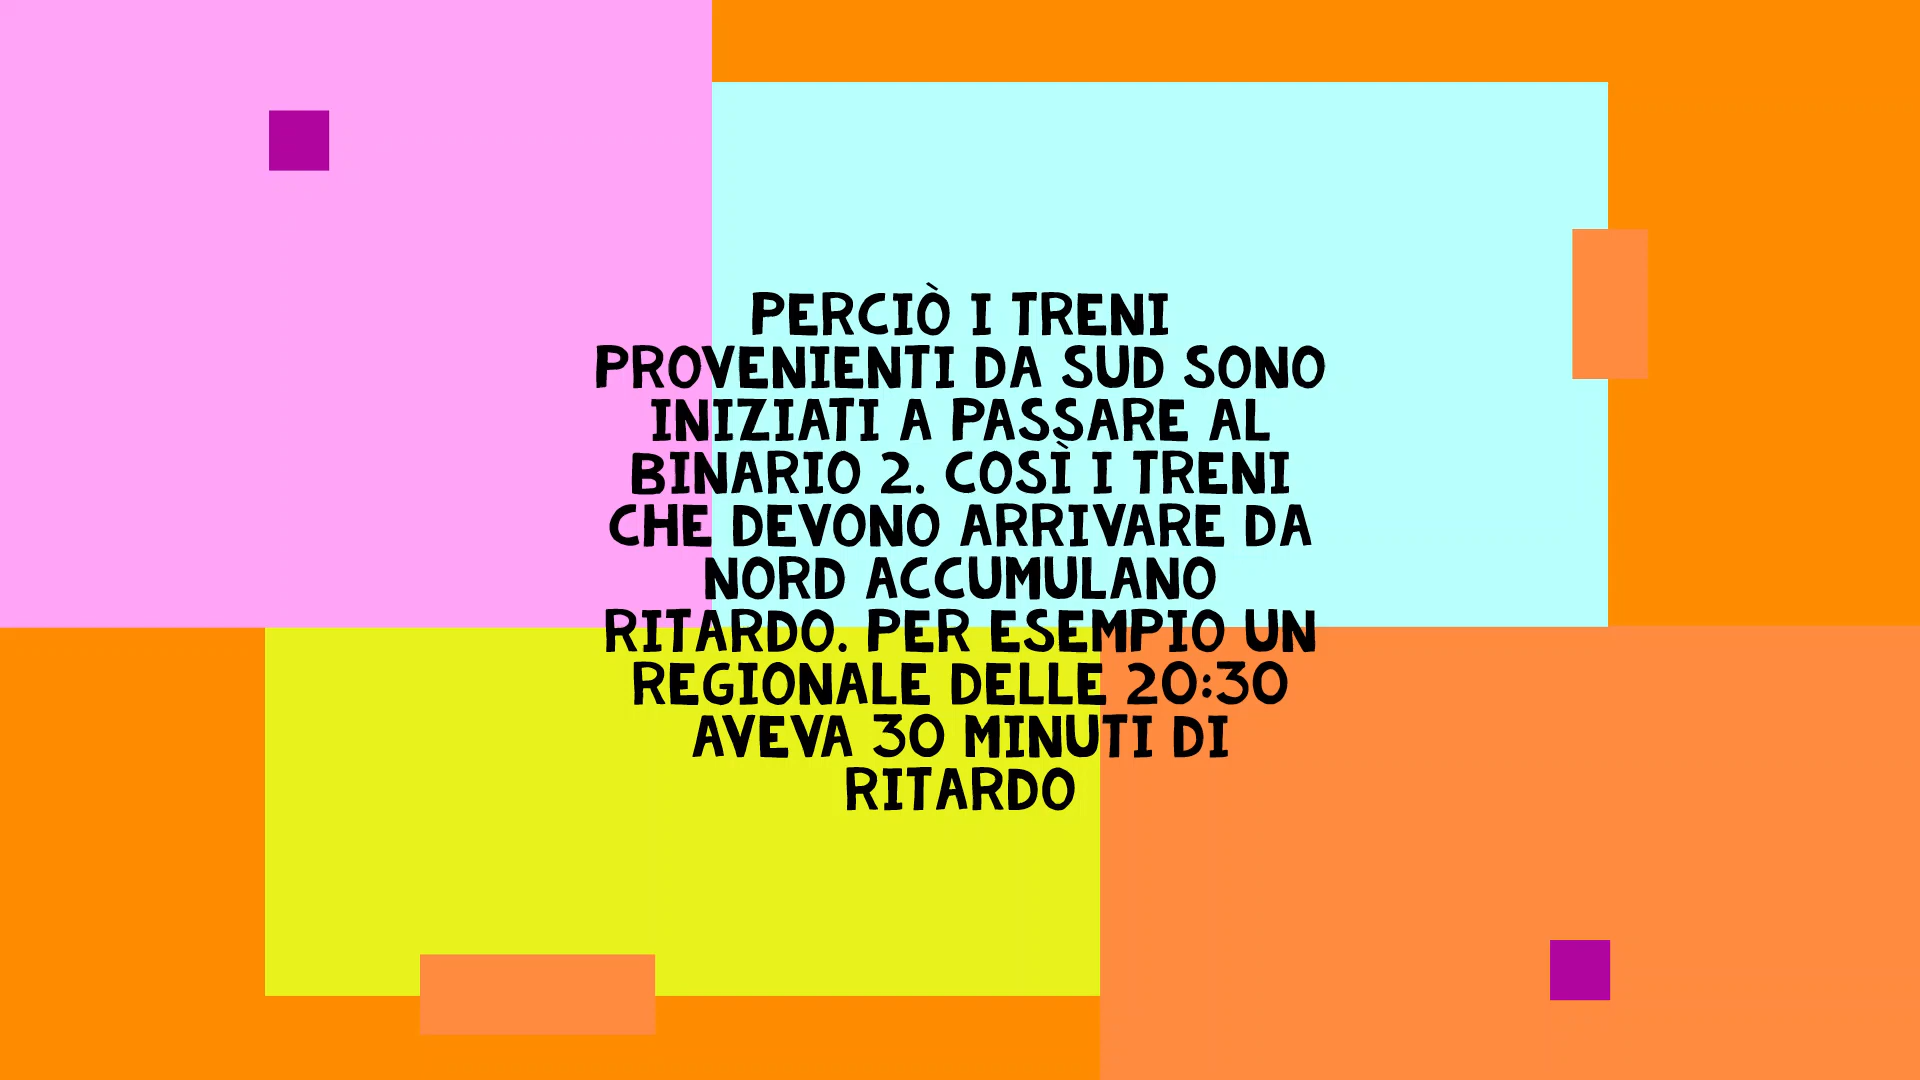 PERCIÒ I TRENI
PROVENIENTI DA SUD SONO
INIZIATI A PASSARE AL
BINARIO 2. COSÌ I TRENI
CHE DEVONO ARRIVARE DA
NORD ACCUMULANO
RITARDO. PER ESEMPIO UN
REGIONALE DELLE 20:30
AVEVA 30 MINUTI DI
RITARDO